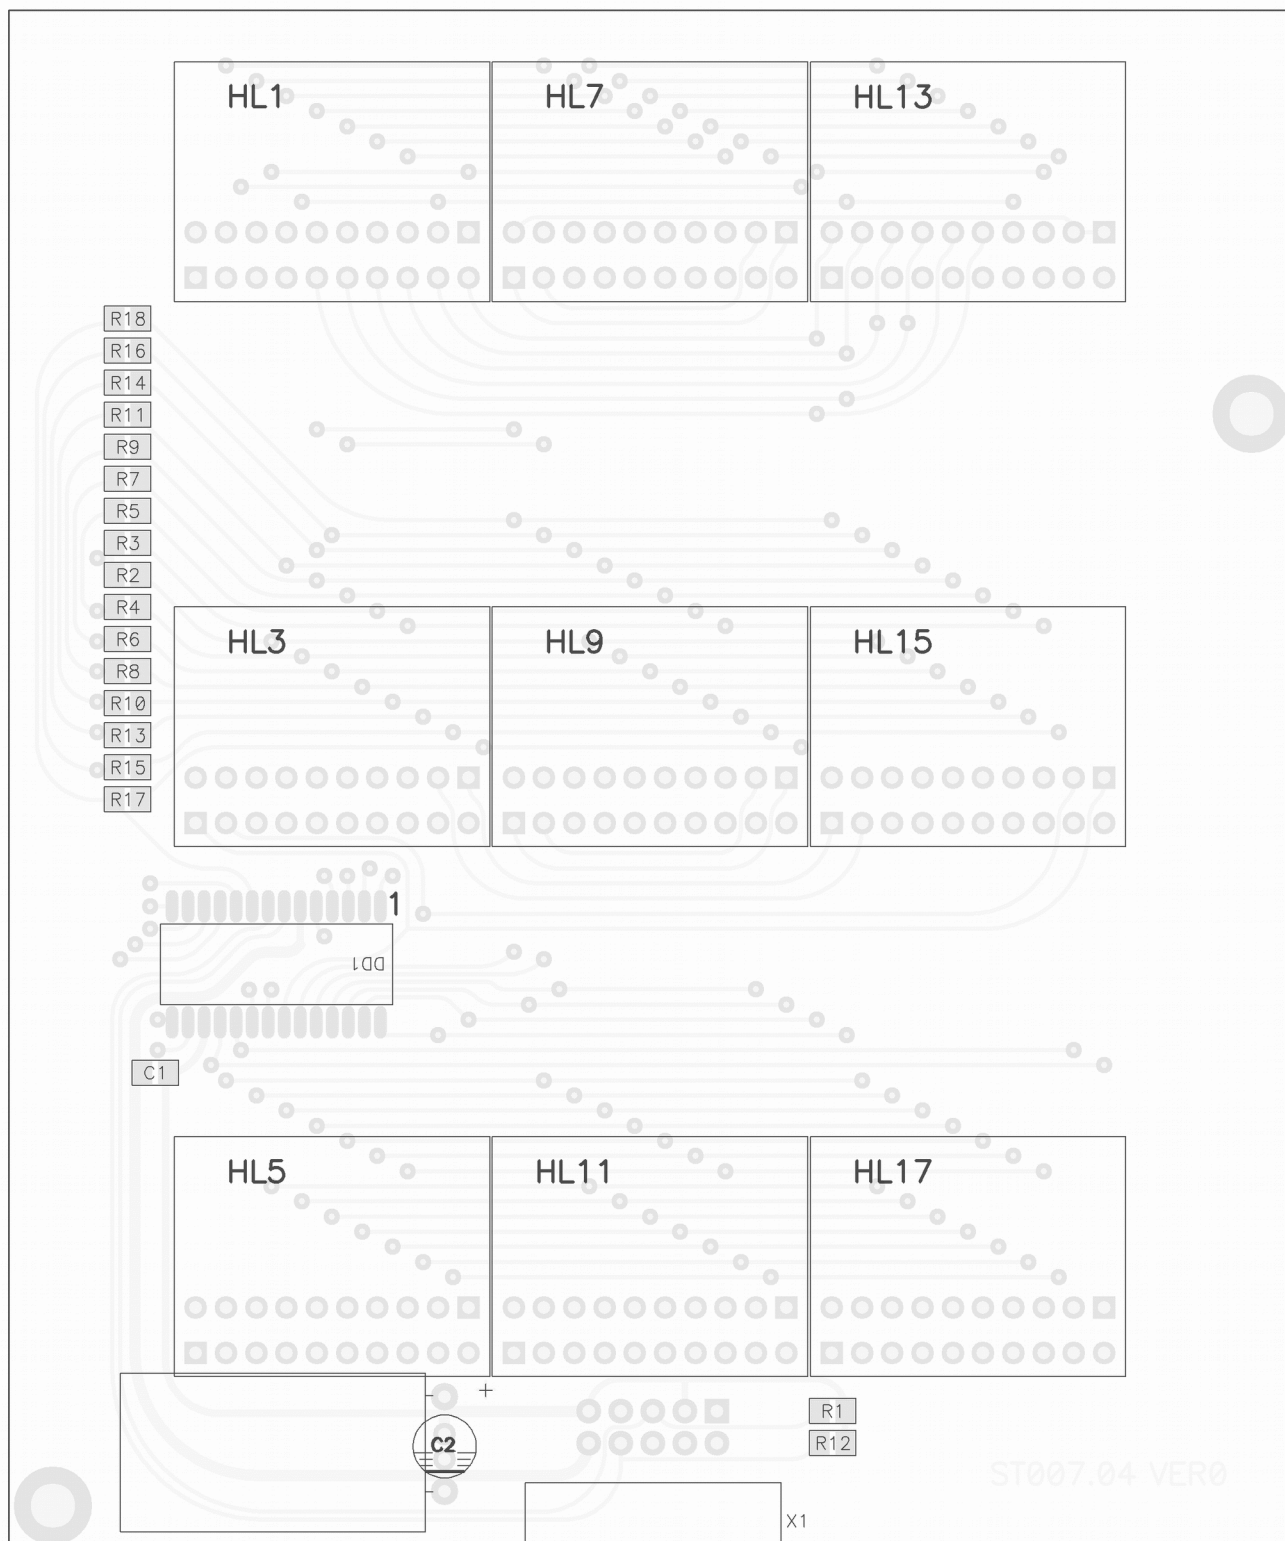 HL1 HL7 HL13
R18
R16
R14
R11
R9
R7
R5
R3
R2
R4
R6
R8
R10
R13
R15
R17
HL3 HL9 HL15
1
DD1
C1
HL5 HL11 HL17
+
C2
R1
R12
ST007.04 VER0
X1